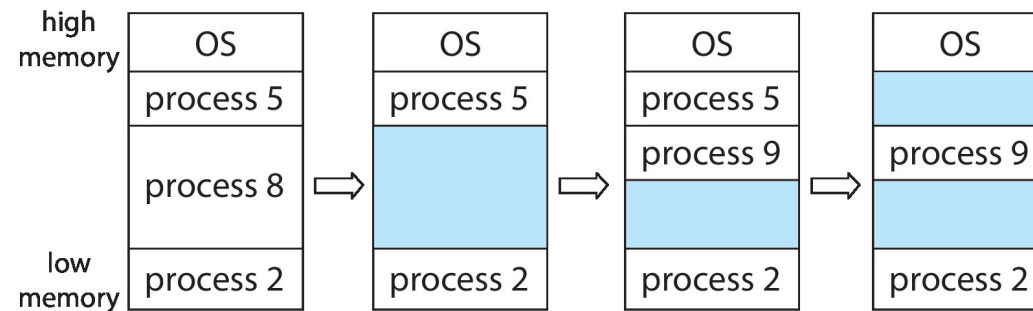 high
memory
OS
process 5
process 8
low
memory
process 2
OS
process 5
process 2
OS
process 5
process 9
process 2
OS
process 9
process 2